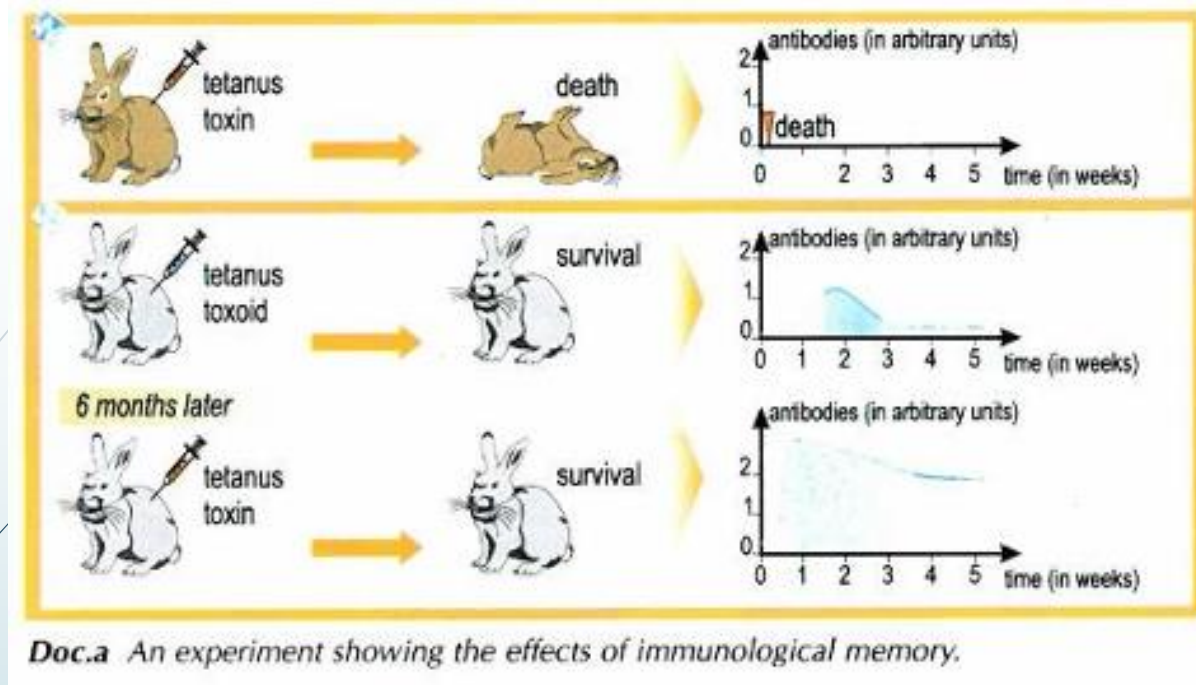 tetanus
toxin
death
antibodies (in arbitrary units)
2
1
0
death
0 2 3 4 5 time (in weeks)
tetanus
toxoid
survival
antibodies (in arbitrary units)
2
1
0
0 1 2 3 4 5 time (in weeks)
6 months later
tetanus
toxin
survival
antibodies (in arbitrary units)
2
1
0
0 1 2 3 4 5 time (in weeks)
Doc.a An experiment showing the effects of immunological memory.